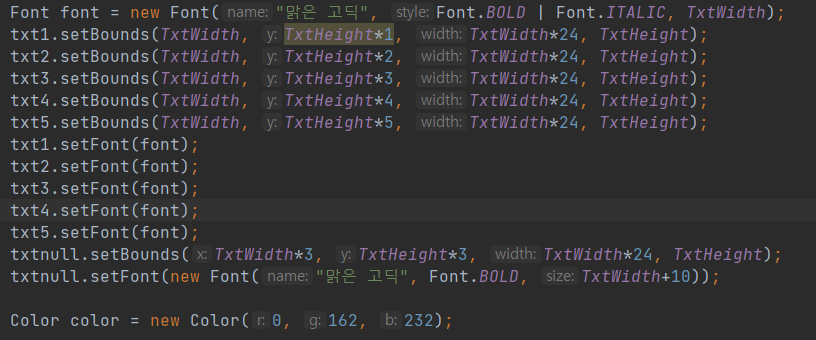 Font font = new Font( name: "맑은 고딕", style: Font.BOLD | Font.ITALIC, TxtWidth);
txt1.setBounds(TxtWidth, y: TxtHeight*1, width: TxtWidth*24, TxtHeight);
txt2.setBounds(TxtWidth, y: TxtHeight*2, width: TxtWidth*24, TxtHeight);
txt3.setBounds(TxtWidth, y: TxtHeight*3, width: TxtWidth*24, TxtHeight);
txt4.setBounds(TxtWidth, y: TxtHeight*4, width: TxtWidth*24, TxtHeight);
txt5.setBounds(TxtWidth, y: TxtHeight*5, width: TxtWidth*24, TxtHeight);
txt1.setFont(font);
txt2.setFont(font);
txt3.setFont(font);
txt4.setFont(font);
txt5.setFont(font);
txtnull.setBounds( x: TxtWidth*3, y: TxtHeight*3, width: TxtWidth*24, TxtHeight);
txtnull.setFont(new Font( name: "맑은 고딕", Font.BOLD, size: TxtWidth+10));
Color color = new Color( r: 0, g: 162, b: 232);